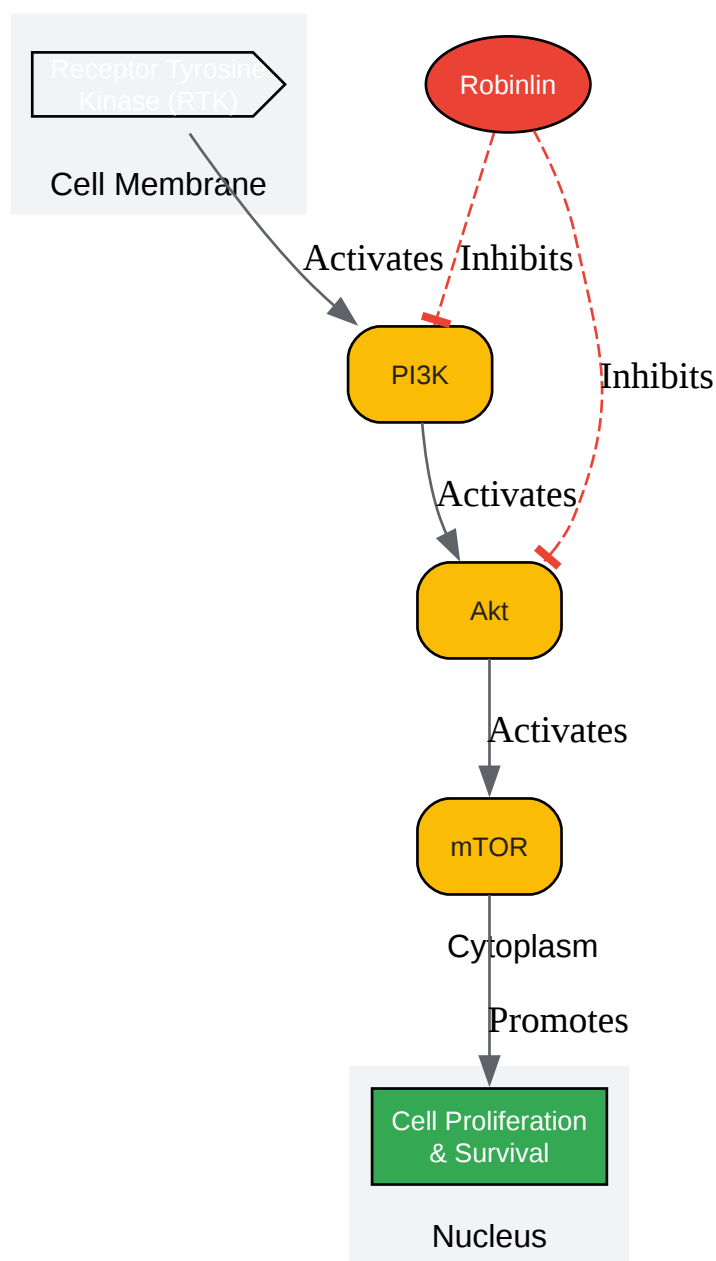 Receptor Tyrosine
Kinase (RTK)
Robinlin
Cell Membrane
Activates
Inhibits
PI3K
Inhibits
Activates
Akt
Activates
mTOR
Cytoplasm
Promotes
Cell Proliferation
& Survival
Nucleus